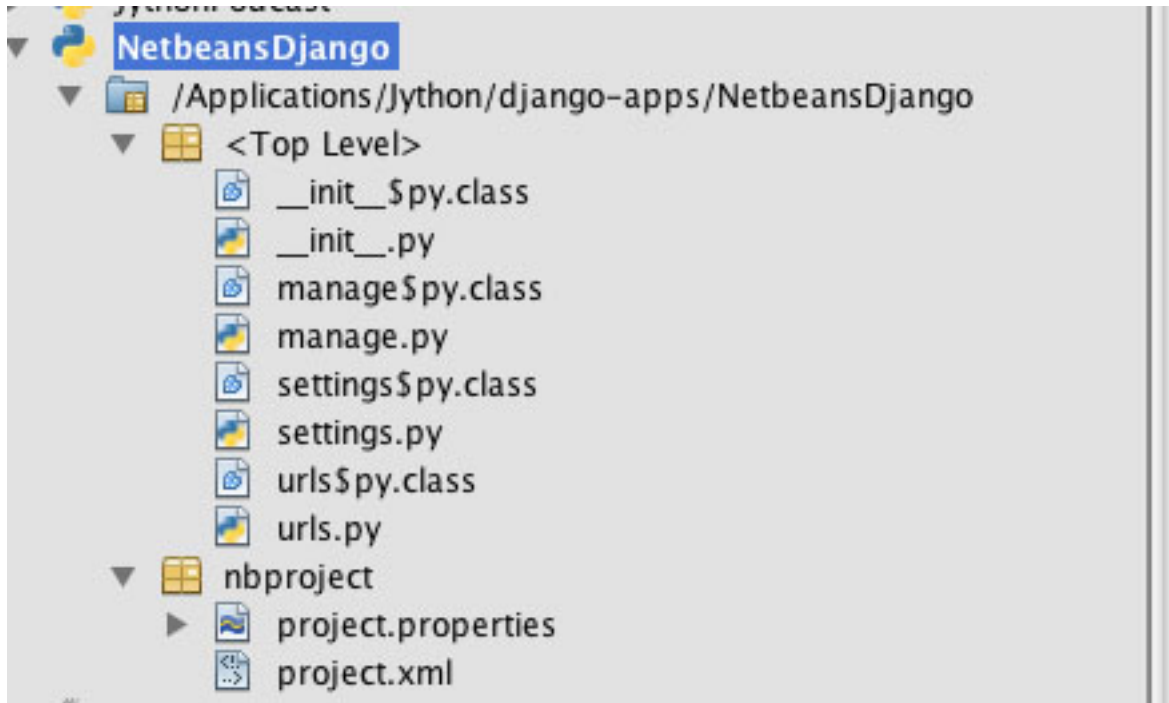 NetbeansDjango
/Applications/Jython/django-apps/NetbeansDjango
<Top Level>
__init__$py.class
__init__.py
manage$py.class
manage.py
settings$py.class
settings.py
urls$py.class
urls.py
nbproject
project.properties
project.xml